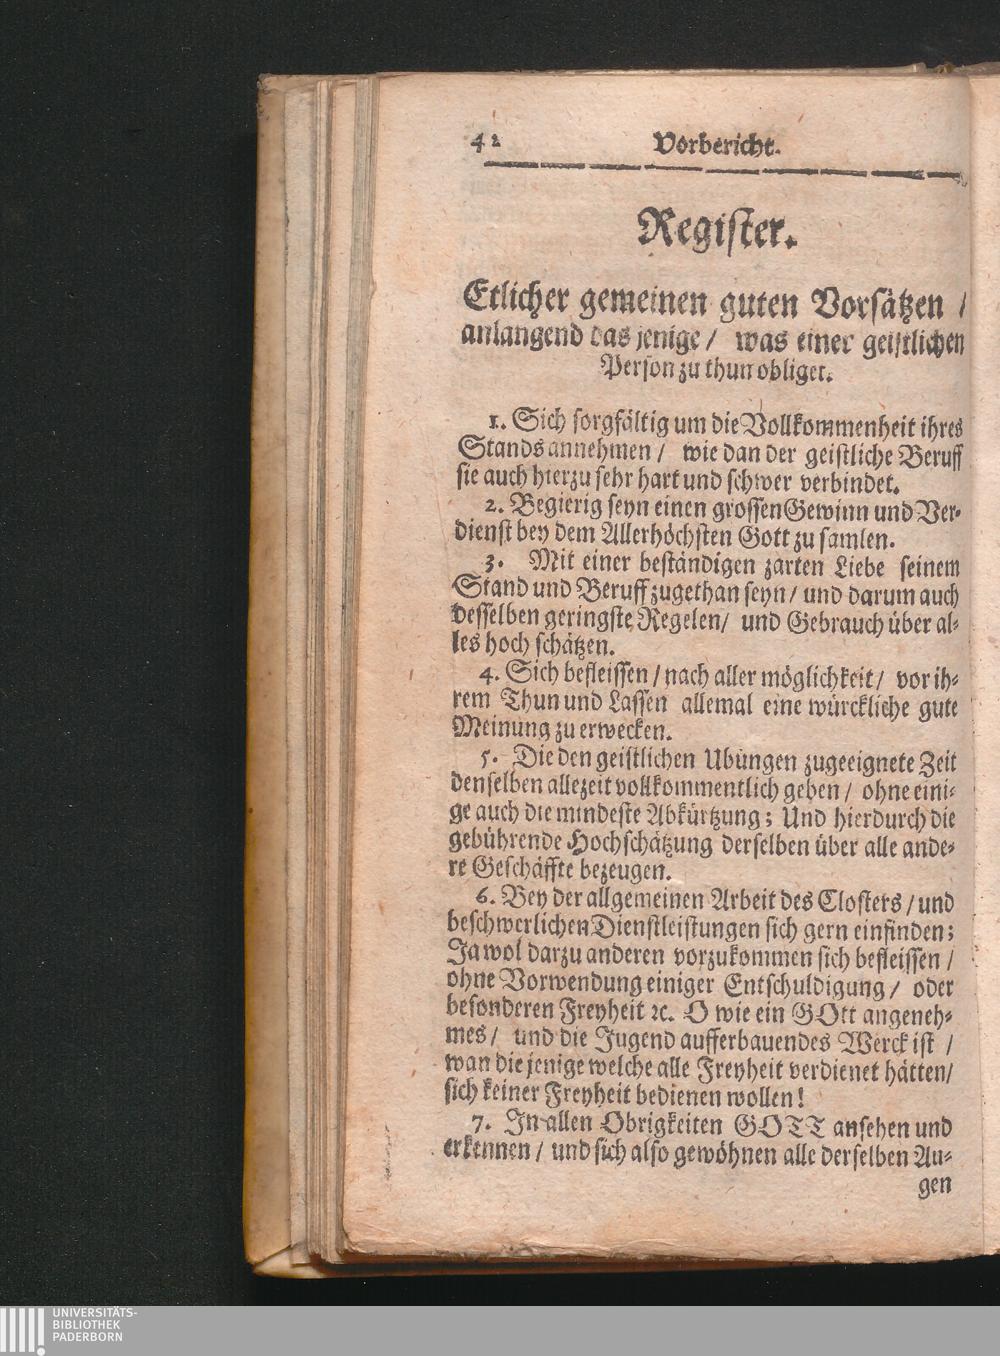 42 Vorbericht.
Register.
Etlicher gemeinen guten Vorsätzen /
anlangend das jenige / was einer geistlichen
Person zu thun obliget.
1. Sich sorgfältig um die Vollkommenheit ihres
Stands annehmen / wie dan der geistliche Beruff
sie auch hierzu sehr hart und schwer verbindet.
2. Begierig seyn einen grossen Gewinn und Ver-
dienst bey dem Allerhöchsten Gott zu samlen.
3. Mit einer beständigen zarten Liebe seinem
Stand und Beruff zugethan seyn / und darum auch
desselben geringste Regelen / und Gebrauch über al-
les hoch schätzen.
4. Sich befleissen / nach aller möglichkeit / vor ih-
rem Thun und Lassen allemal eine würckliche gute
Meinung zu erwecken.
5. Die den geistlichen Ubungen zugeeignete Zeit
denselben allezeit vollkommentlich geben / ohne eini-
ge auch die mindeste Abkürtzung; Und hierdurch die
gebührende Hochschätzung derselben über alle ande-
re Geschäffte bezeugen.
6. Bey der allgemeinen Arbeit des Closters / und
beschwerlichen Dienstleistungen sich gern einfinden;
Ja wol darzu anderen vorzukommen sich befleissen /
ohne Vorwendung einiger Entschuldigung / oder
besonderen Freyheit ꝛc. O wie ein GOtt angeneh-
mes / und die Jugend aufferbauendes Werck ist /
wan die jenige welche alle Freyheit verdienet hätten /
sich keiner Freyheit bedienen wollen!
7. In allen Obrigkeiten GOTT ansehen und
erkennen / und sich also gewöhnen alle derselben Au-
gen
UNIVERSITÄTS-
BIBLIOTHEK
PADERBORN